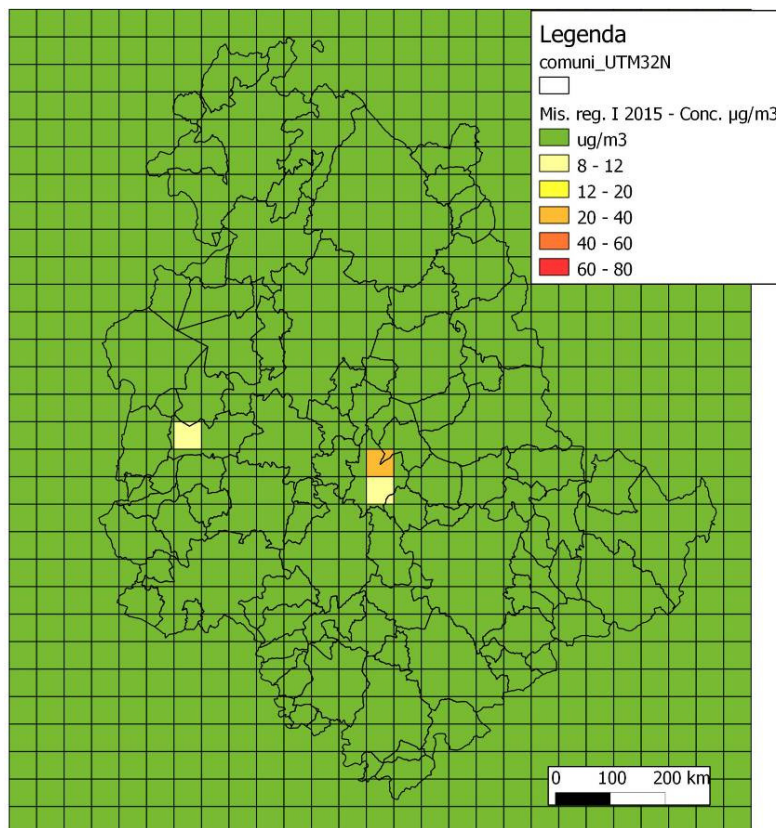 Legenda
comuni_UTM32N
Mis. reg. I 2015 - Conc. µg/m3
ug/m3
8 - 12
12 - 20
20 - 40
40 - 60
60 - 80
0 100 200 km